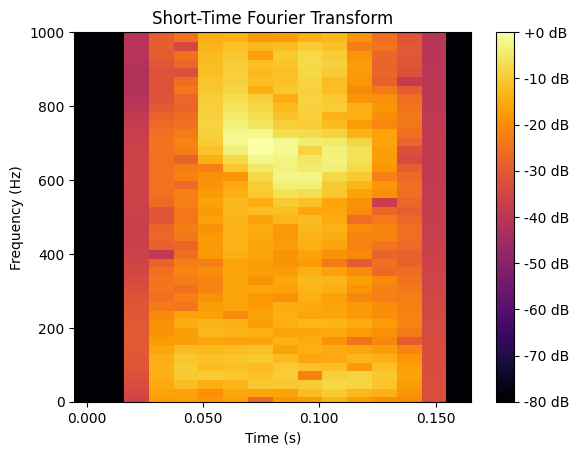 Short-Time Fourier Transform
1000
800
600
400
200
0
Frequency (Hz)
0.000
0.050
0.100
0.150
Time (s)
+0 dB
-10 dB
-20 dB
-30 dB
-40 dB
-50 dB
-60 dB
-70 dB
-80 dB